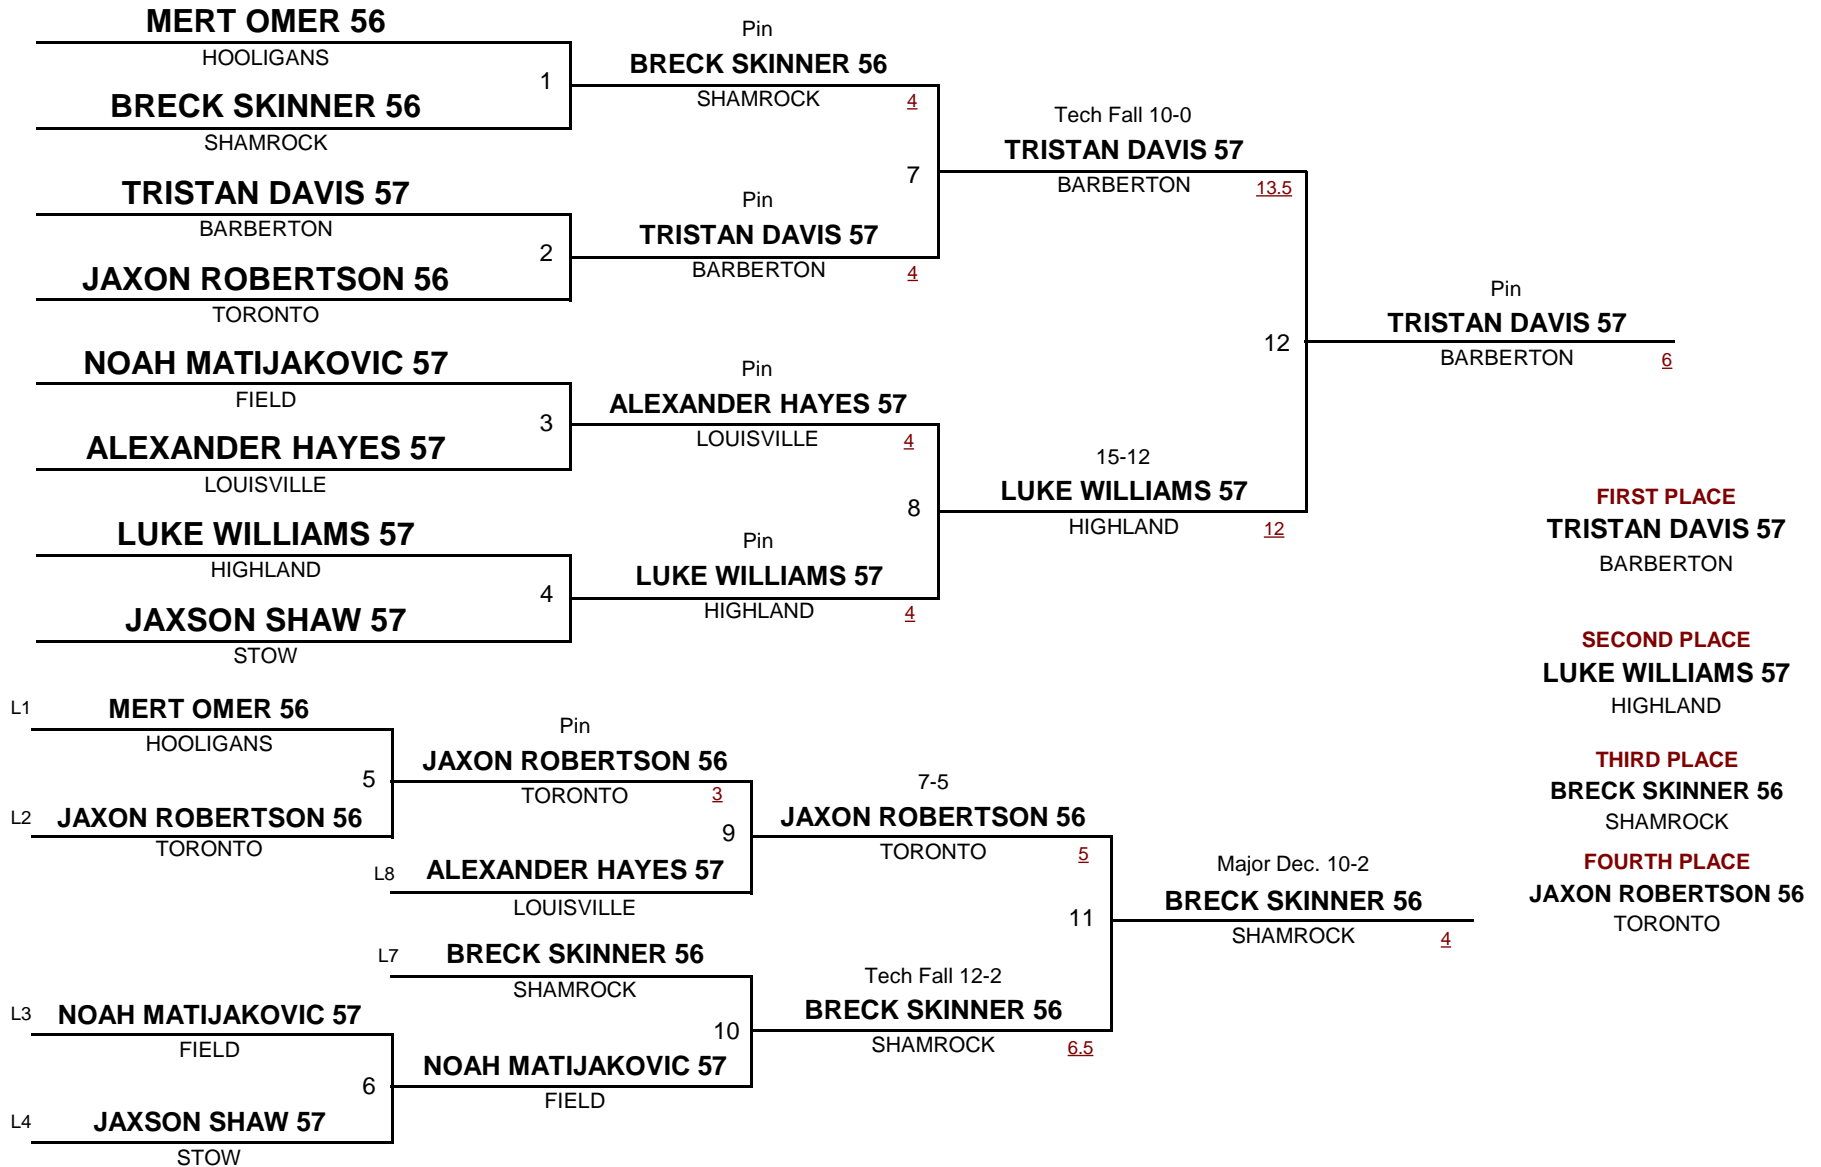 MERT OMER 56
HOOLIGANS
1
BRECK SKINNER 56
SHAMROCK
TRISTAN DAVIS 57
BARBERTON
2
JAXON ROBERTSON 56
TORONTO
NOAH MATIJAKOVIC 57
FIELD
3
ALEXANDER HAYES 57
LOUISVILLE
LUKE WILLIAMS 57
HIGHLAND
4
JAXSON SHAW 57
STOW
Pin
BRECK SKINNER 56
SHAMROCK 4
7
Pin
TRISTAN DAVIS 57
BARBERTON 4
Pin
ALEXANDER HAYES 57
LOUISVILLE 4
8
Pin
LUKE WILLIAMS 57
HIGHLAND 4
Tech Fall 10-0
TRISTAN DAVIS 57
BARBERTON 13.5
12
15-12
LUKE WILLIAMS 57
HIGHLAND 12
Pin
TRISTAN DAVIS 57
BARBERTON 6
FIRST PLACE
TRISTAN DAVIS 57
BARBERTON
SECOND PLACE
LUKE WILLIAMS 57
HIGHLAND
THIRD PLACE
BRECK SKINNER 56
SHAMROCK
FOURTH PLACE
JAXON ROBERTSON 56
TORONTO
L1 MERT OMER 56
HOOLIGANS
5
L2 JAXON ROBERTSON 56
TORONTO
L3 NOAH MATIJAKOVIC 57
FIELD
6
L4 JAXSON SHAW 57
STOW
Pin
JAXON ROBERTSON 56
TORONTO 3
9
L8 ALEXANDER HAYES 57
LOUISVILLE
L7 BRECK SKINNER 56
SHAMROCK
10
NOAH MATIJAKOVIC 57
FIELD
7-5
JAXON ROBERTSON 56
TORONTO 5
11
Tech Fall 12-2
BRECK SKINNER 56
SHAMROCK 6.5
Major Dec. 10-2
BRECK SKINNER 56
SHAMROCK 4